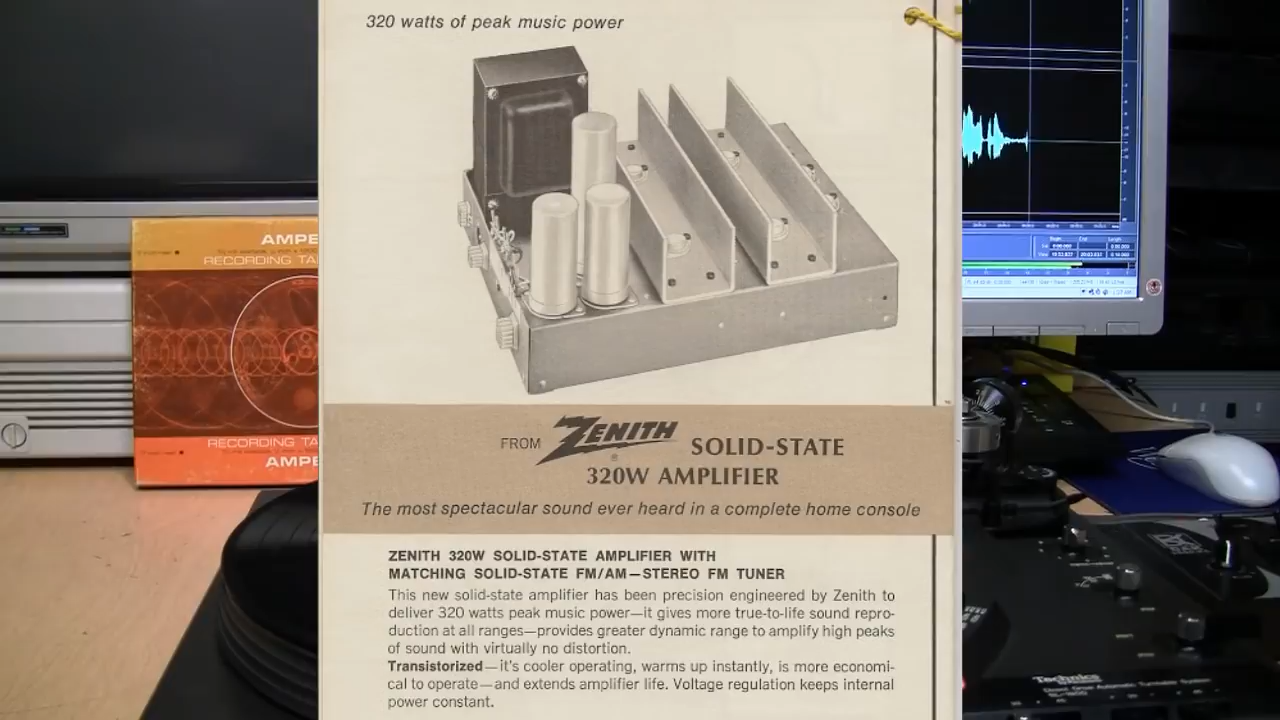 320 watts of peak music power
AMPE
RECORDING TA
RECORDING TA
AMPE
FROM ZENITH® SOLID-STATE
320W AMPLIFIER
The most spectacular sound ever heard in a complete home console
ZENITH 320W SOLID-STATE AMPLIFIER WITH
MATCHING SOLID-STATE FM/AM—STEREO FM TUNER
This new solid-state amplifier has been precision engineered by Zenith to
deliver 320 watts peak music power—it gives more true-to-life sound repro-
duction at all ranges—provides greater dynamic range to amplify high peaks
of sound with virtually no distortion.
Transistorized—it's cooler operating, warms up instantly, is more economi-
cal to operate—and extends amplifier life. Voltage regulation keeps internal
power constant.
Technics
Direct Drive Automatic Turntable System